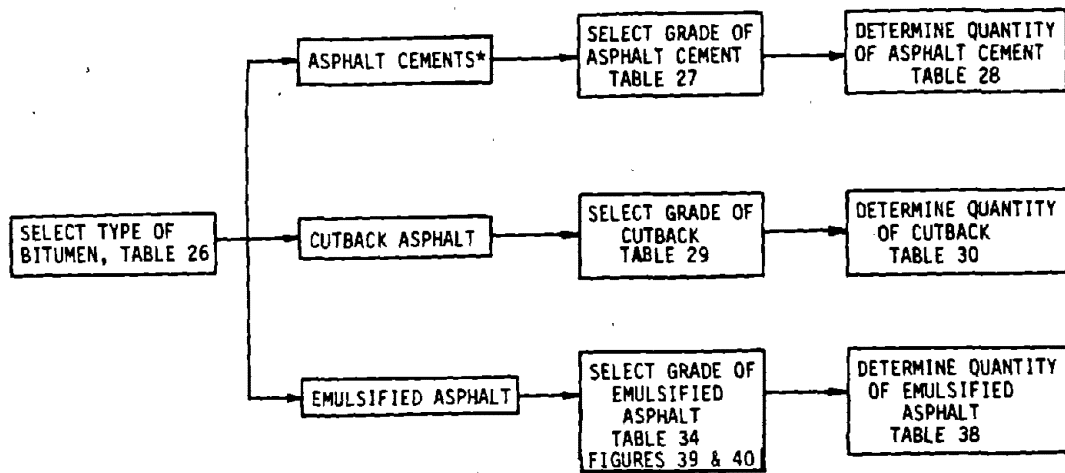 SELECT TYPE OF
BITUMEN, TABLE 26
ASPHALT CEMENTS*
SELECT GRADE OF
ASPHALT CEMENT
TABLE 27
DETERMINE QUANTITY
OF ASPHALT CEMENT
TABLE 28
CUTBACK ASPHALT
SELECT GRADE OF
CUTBACK
TABLE 29
DETERMINE QUANTITY
OF CUTBACK
TABLE 30
EMULSIFIED ASPHALT
SELECT GRADE OF
EMULSIFIED
ASPHALT
TABLE 34
FIGURES 39 & 40
DETERMINE QUANTITY
OF EMULSIFIED
ASPHALT
TABLE 38